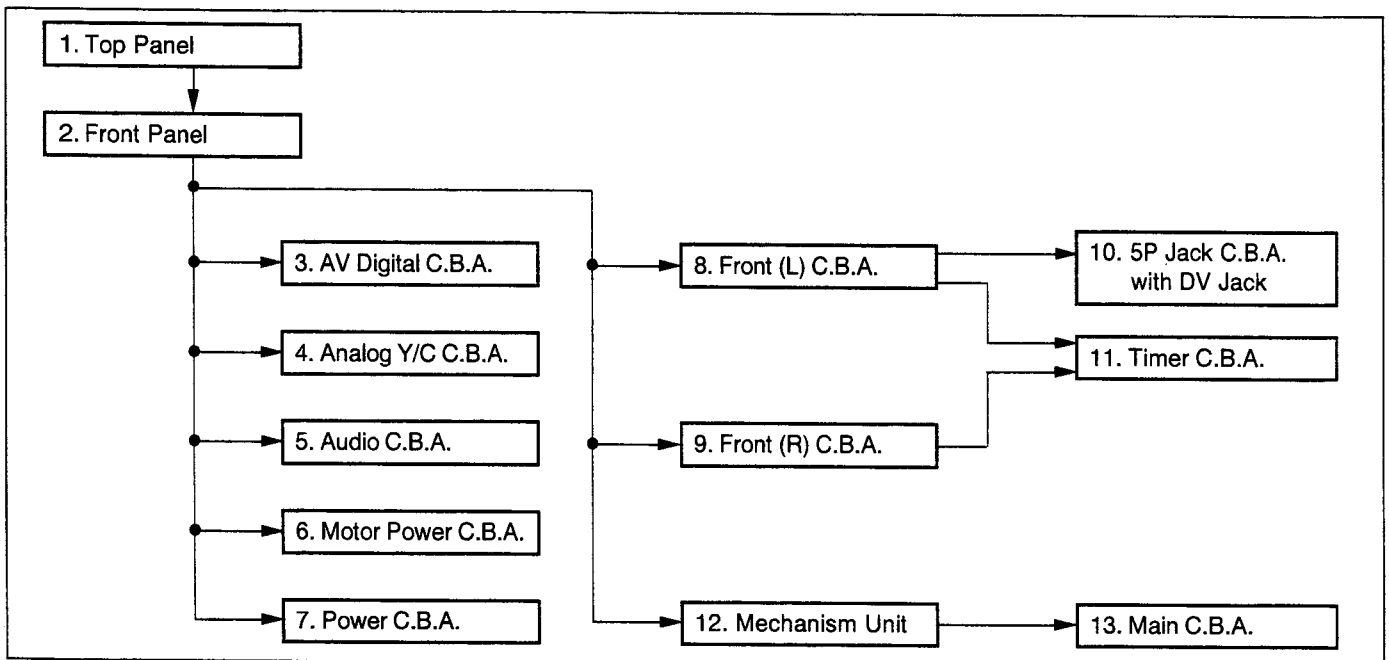 1. Top Panel
2. Front Panel
3. AV Digital C.B.A.
4. Analog Y/C C.B.A.
5. Audio C.B.A.
6. Motor Power C.B.A.
7. Power C.B.A.
8. Front (L) C.B.A.
9. Front (R) C.B.A.
10. 5P Jack C.B.A.
with DV Jack
11. Timer C.B.A.
12. Mechanism Unit
13. Main C.B.A.